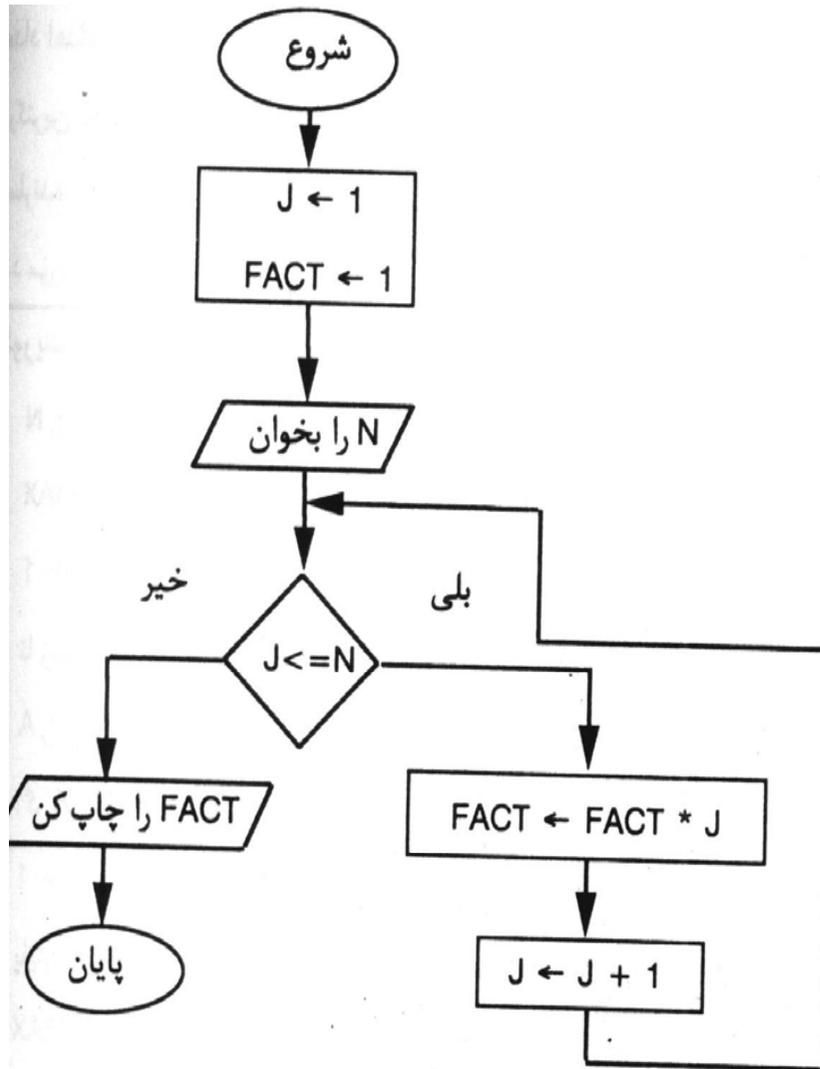 شروع
J ← 1
FACT ← 1
N را بخوان
خیر
بلی
J<=N
FACT را چاپ کن
FACT ← FACT * J
پایان
J ← J + 1